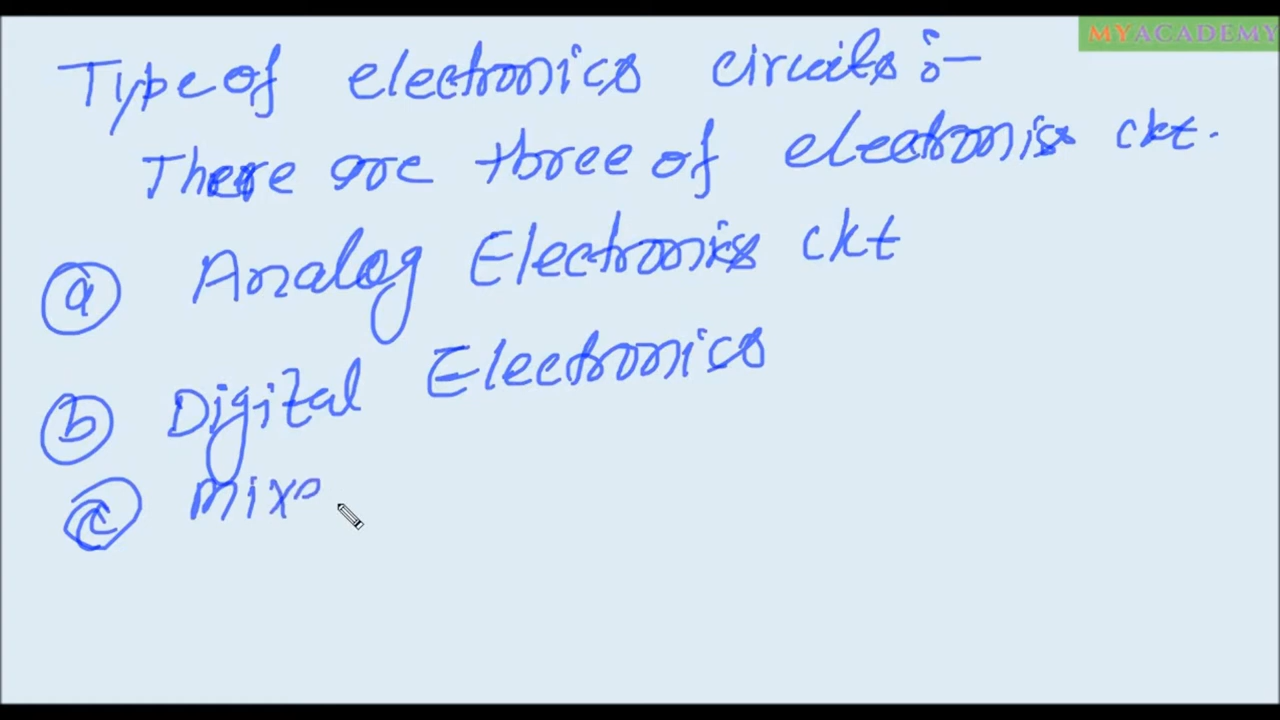 MYACADEMY
Type of electronics circuits :-
There are three of electronics ckt.
(a) Analog Electronics ckt
(b) Digital Electronics
(c) mixe